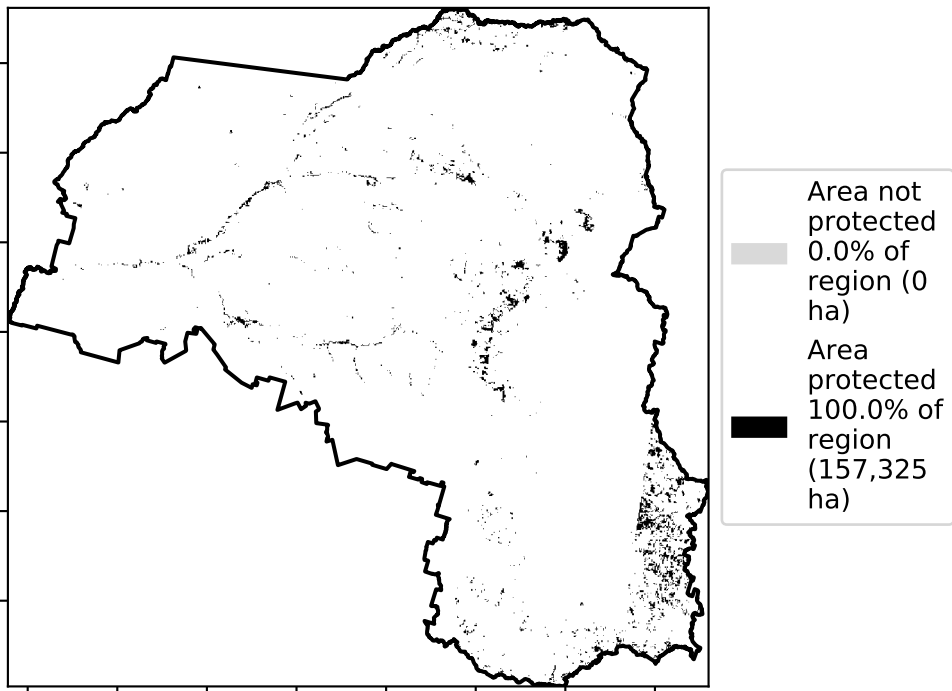 Area not
protected
0.0% of
region (0
ha)
Area
protected
100.0% of
region
(157,325
ha)